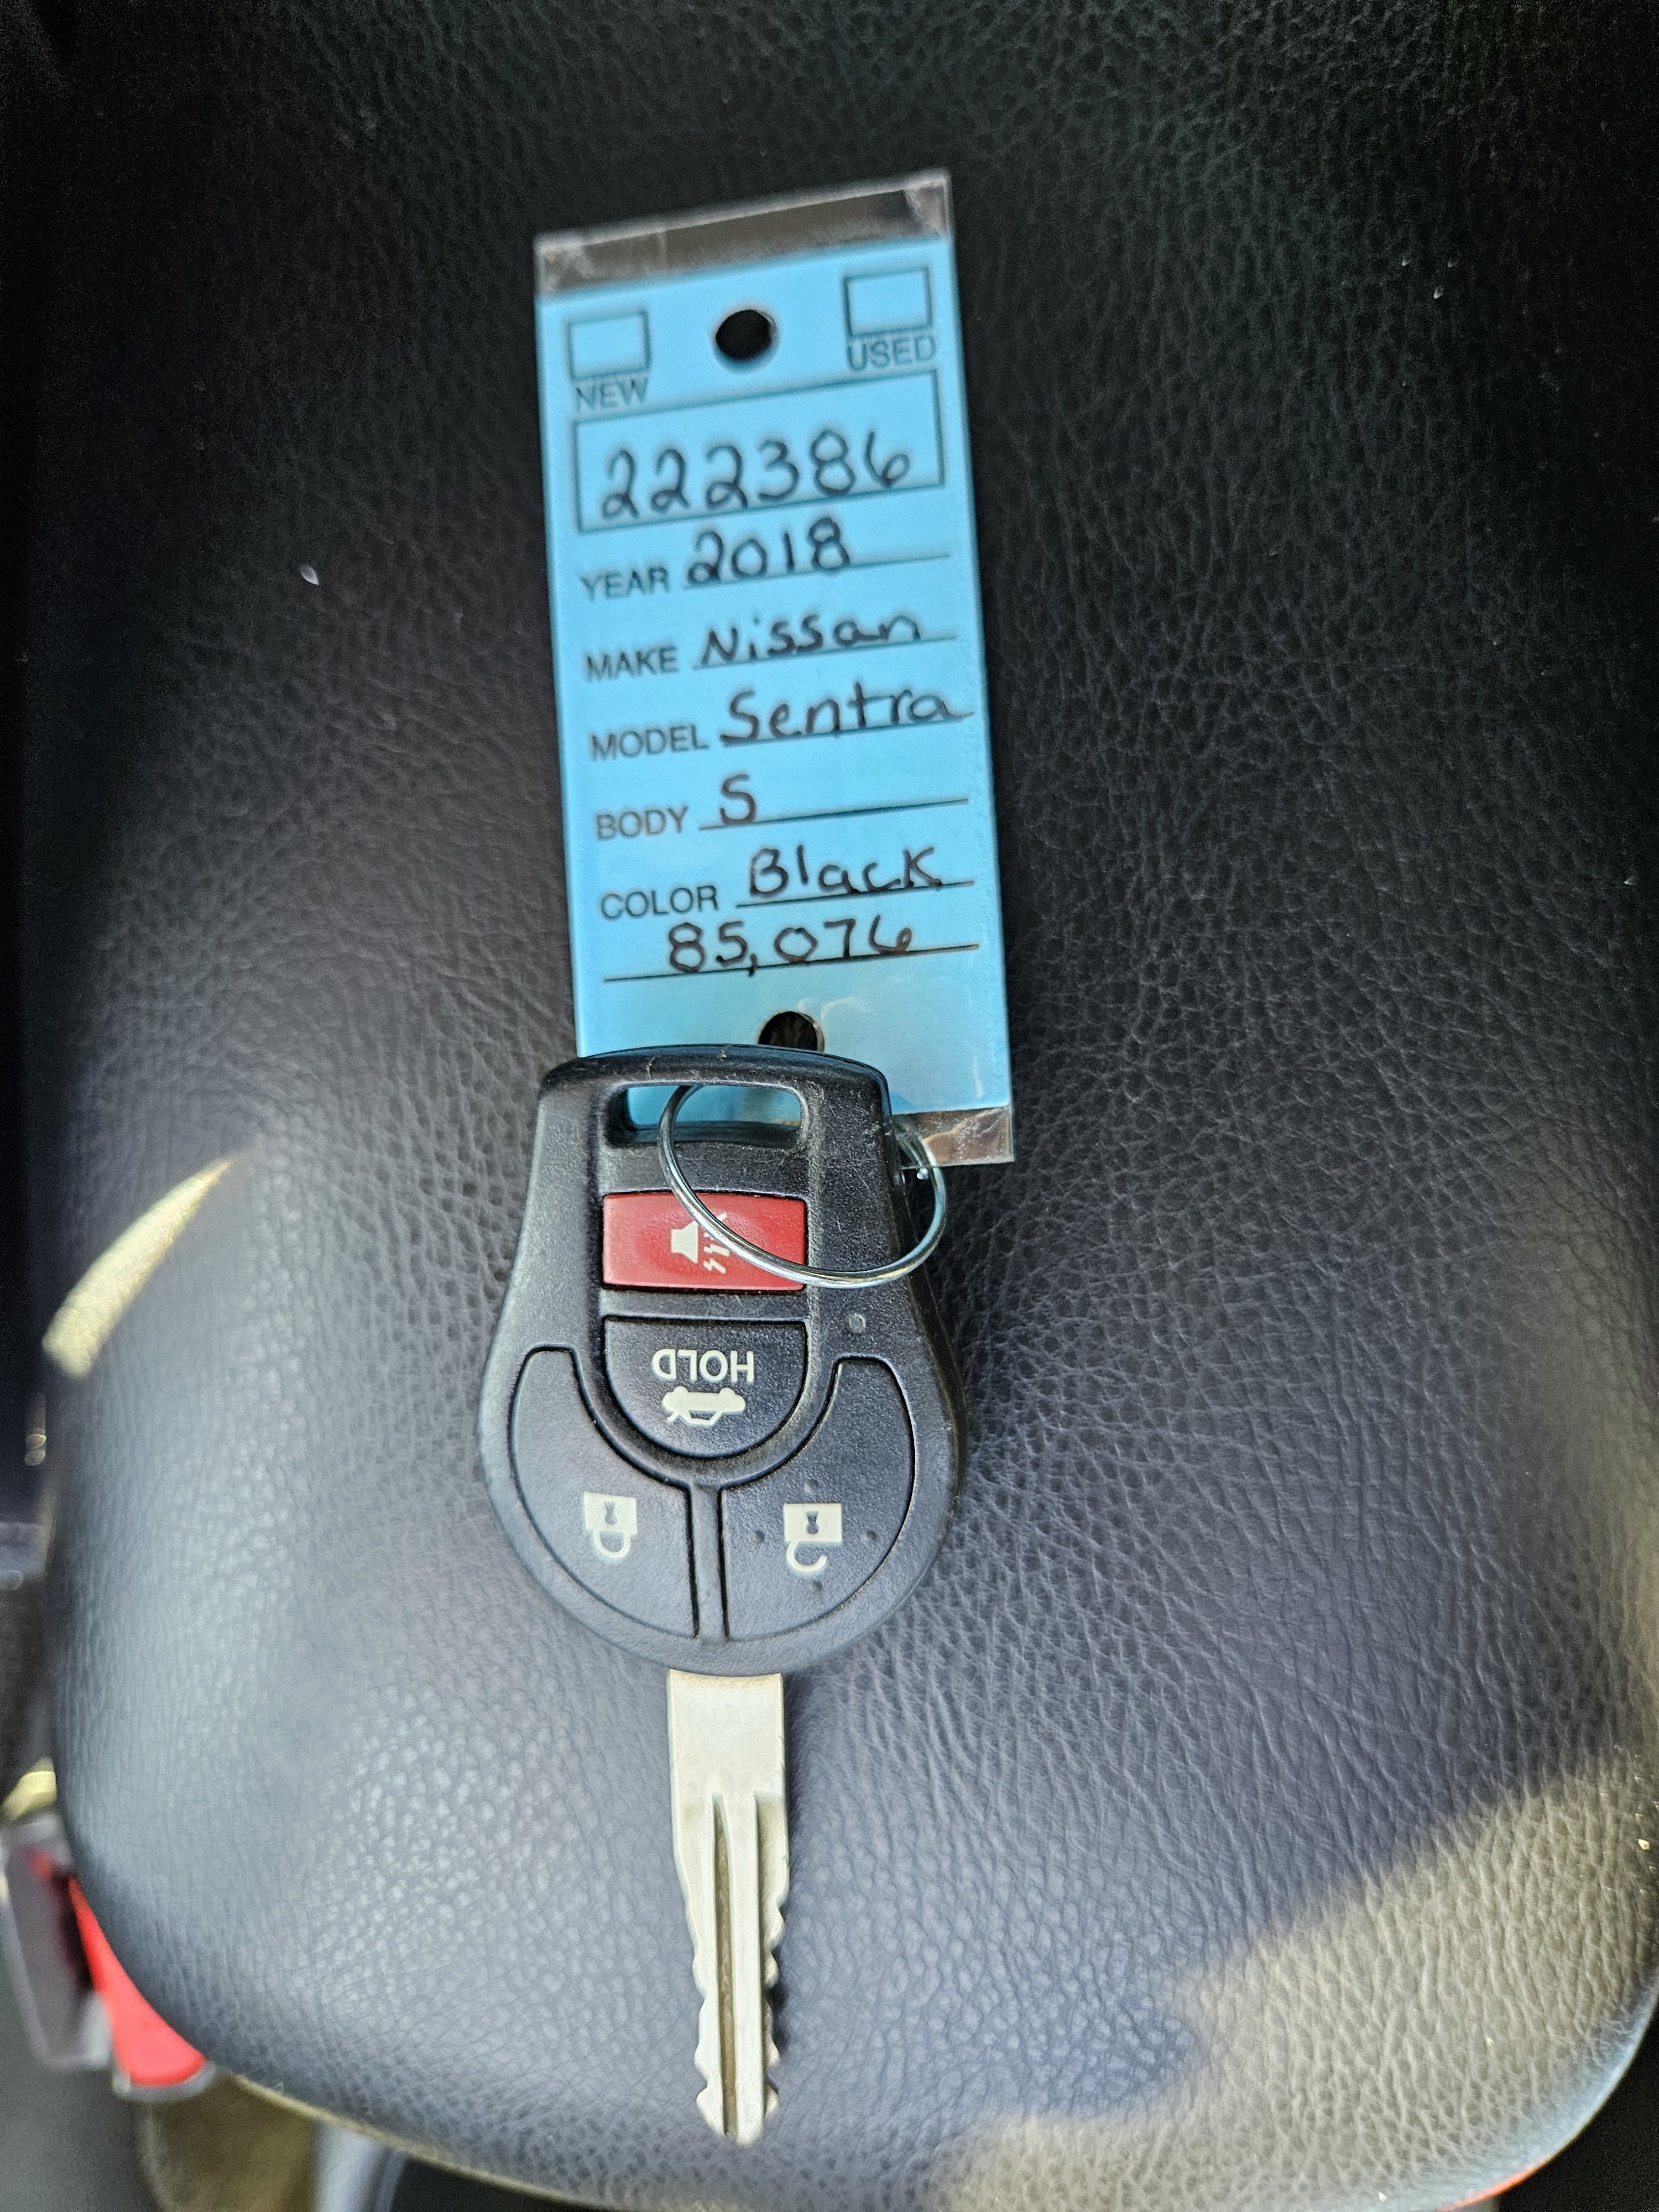 NEW USED
222386
YEAR 2018
MAKE Nissan
MODEL Sentra
BODY S
COLOR Black
85,076
HOLD